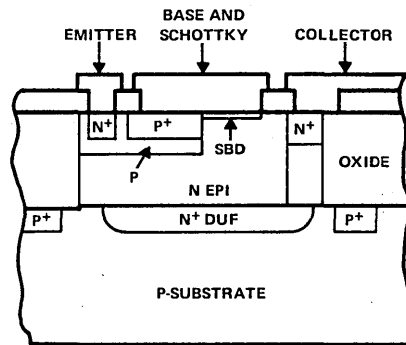 BASE AND
EMITTER SCHOTTKY COLLECTOR
N+ P+ N+
SBD
P OXIDE
N EPI
P+ N+ DUF P+
P-SUBSTRATE